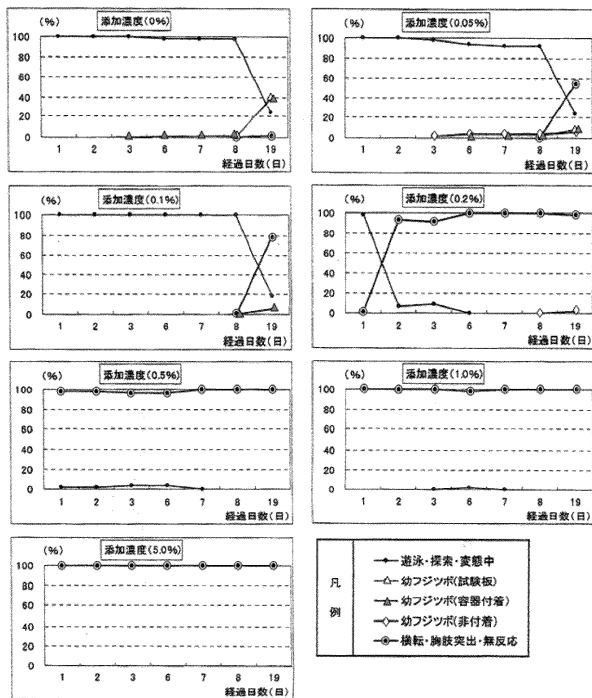 (%) 添加濃度(0%)
100
80
60
40
20
0
1 2 3 6 7 8 19
経過日数(日)
(%) 添加濃度(0.05%)
100
80
60
40
20
0
1 2 3 6 7 8 19
経過日数(日)
(%) 添加濃度(0.1%)
100
80
60
40
20
0
1 2 3 6 7 8 19
経過日数(日)
(%) 添加濃度(0.2%)
100
80
60
40
20
0
1 2 3 6 7 8 19
経過日数(日)
(%) 添加濃度(0.5%)
100
80
60
40
20
0
1 2 3 6 7 8 19
経過日数(日)
(%) 添加濃度(1.0%)
100
80
60
40
20
0
1 2 3 6 7 8 19
経過日数(日)
(%) 添加濃度(5.0%)
100
80
60
40
20
0
1 2 3 6 7 8 19
経過日数(日)
凡例
遊泳・探索・変態中
幼フジツボ(試験板)
幼フジツボ(容器付着)
幼フジツボ(非付着)
横転・胸肢突出・無反応